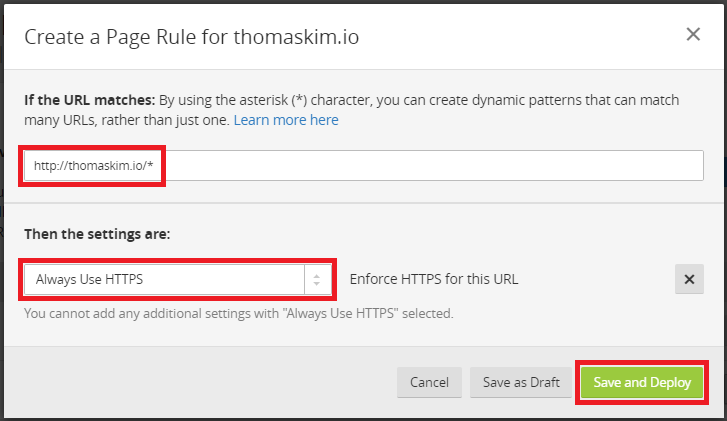 Create a Page Rule for thomaskim.io
If the URL matches: By using the asterisk (*) character, you can create dynamic patterns that can match
many URLs, rather than just one. Learn more here
http://thomaskim.io/*
Then the settings are:
Always Use HTTPS Enforce HTTPS for this URL
You cannot add any additional settings with "Always Use HTTPS" selected.
Cancel Save as Draft Save and Deploy